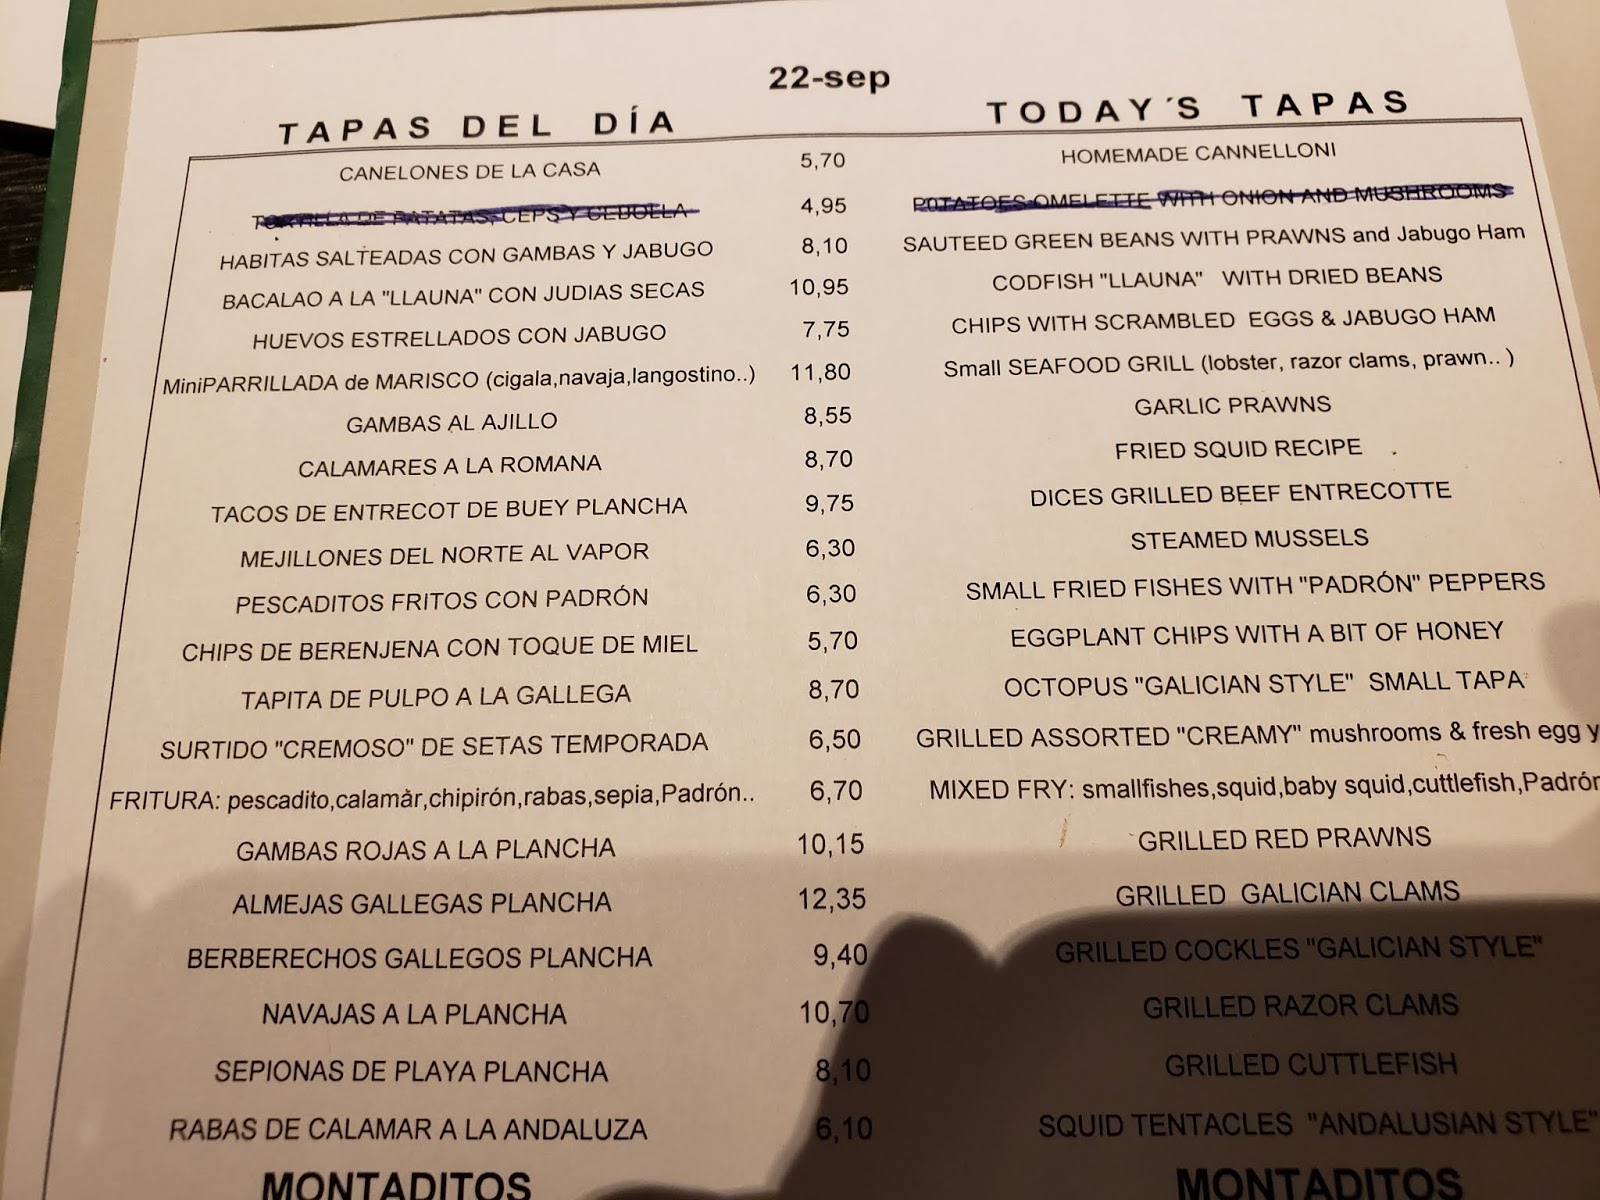 22-sep
TAPAS DEL DÍA TODAY´S TAPAS
CANELONES DE LA CASA 5,70 HOMEMADE CANNELLONI
TORTILLA DE PATATAS, CEPS Y CEBOLLA 4,95 POTATOES OMELETTE WITH ONION AND MUSHROOMS
HABITAS SALTEADAS CON GAMBAS Y JABUGO 8,10 SAUTEED GREEN BEANS WITH PRAWNS and Jabugo Ham
BACALAO A LA "LLAUNA" CON JUDIAS SECAS 10,95 CODFISH "LLAUNA" WITH DRIED BEANS
HUEVOS ESTRELLADOS CON JABUGO 7,75 CHIPS WITH SCRAMBLED EGGS & JABUGO HAM
MiniPARRILLADA de MARISCO (cigala,navaja,langostino..) 11,80 Small SEAFOOD GRILL (lobster, razor clams, prawn.. )
GAMBAS AL AJILLO 8,55 GARLIC PRAWNS
CALAMARES A LA ROMANA 8,70 FRIED SQUID RECIPE
TACOS DE ENTRECOT DE BUEY PLANCHA 9,75 DICES GRILLED BEEF ENTRECOTTE
MEJILLONES DEL NORTE AL VAPOR 6,30 STEAMED MUSSELS
PESCADITOS FRITOS CON PADRÓN 6,30 SMALL FRIED FISHES WITH "PADRÓN" PEPPERS
CHIPS DE BERENJENA CON TOQUE DE MIEL 5,70 EGGPLANT CHIPS WITH A BIT OF HONEY
TAPITA DE PULPO A LA GALLEGA 8,70 OCTOPUS "GALICIAN STYLE" SMALL TAPA
SURTIDO "CREMOSO" DE SETAS TEMPORADA 6,50 GRILLED ASSORTED "CREAMY" mushrooms & fresh egg y
FRITURA: pescadito,calamàr,chipirón,rabas,sepia,Padrón.. 6,70 MIXED FRY: smallfishes,squid,baby squid,cuttlefish,Padrón
GAMBAS ROJAS A LA PLANCHA 10,15 GRILLED RED PRAWNS
ALMEJAS GALLEGAS PLANCHA 12,35 GRILLED GALICIAN CLAMS
BERBERECHOS GALLEGOS PLANCHA 9,40 GRILLED COCKLES "GALICIAN STYLE"
NAVAJAS A LA PLANCHA 10,70 GRILLED RAZOR CLAMS
SEPIONAS DE PLAYA PLANCHA 8,10 GRILLED CUTTLEFISH
RABAS DE CALAMAR A LA ANDALUZA 6,10 SQUID TENTACLES "ANDALUSIAN STYLE"
MONTADITOS MONTADITOS